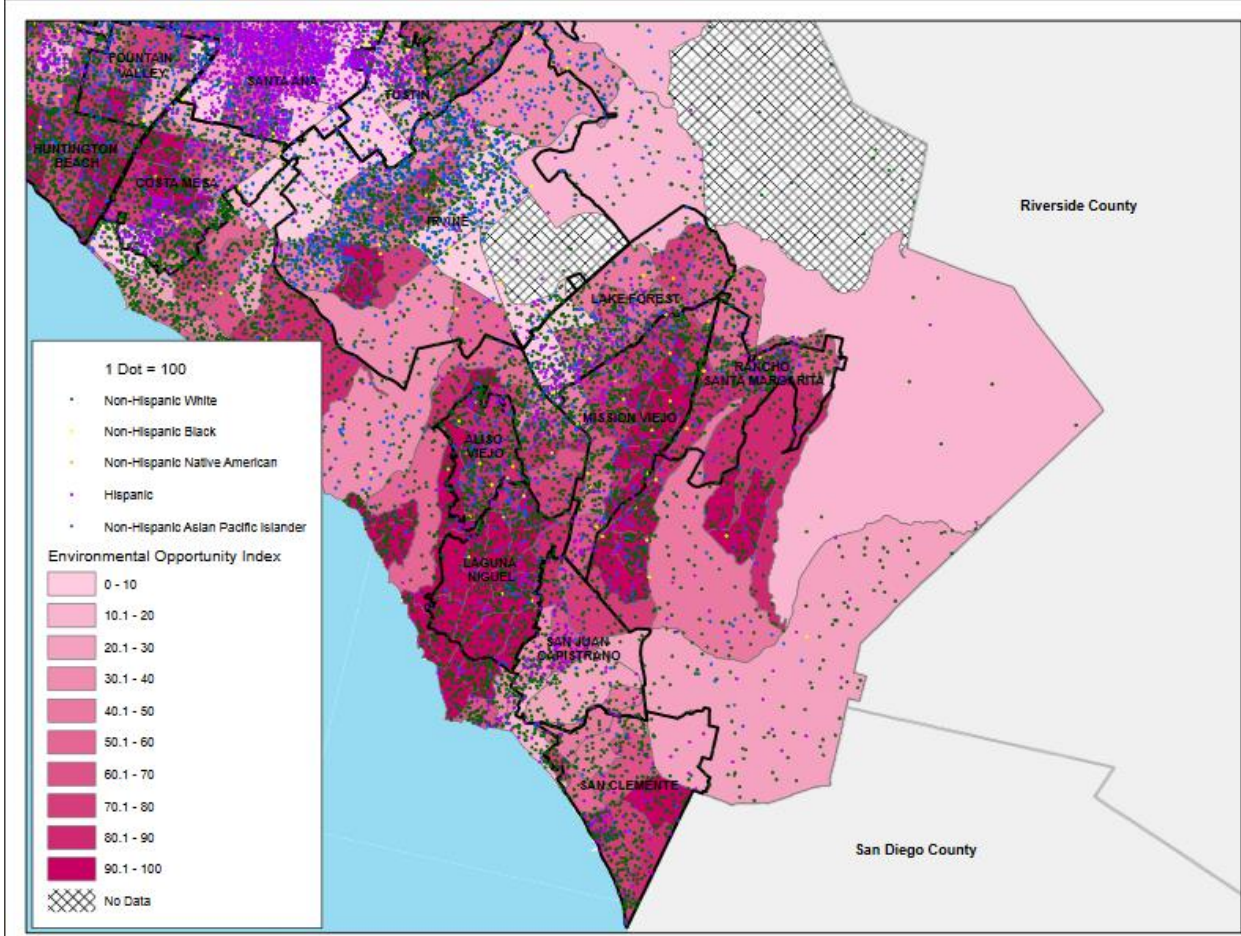 FOUNTAIN
VALLEY
SANTA ANA
TUSTIN
HUNTINGTON
BEACH
COSTA MESA
IRVINE
Riverside County
LAKE FOREST
RANCHO
SANTA MARGARITA
MISSION VIEJO
ALISO
VIEJO
LAGUNA
NIGUEL
SAN JUAN
CAPISTRANO
SAN CLEMENTE
San Diego County
1 Dot = 100
Non-Hispanic White
Non-Hispanic Black
Non-Hispanic Native American
Hispanic
Non-Hispanic Asian Pacific Islander
Environmental Opportunity Index
0 - 10
10.1 - 20
20.1 - 30
30.1 - 40
40.1 - 50
50.1 - 60
60.1 - 70
70.1 - 80
80.1 - 90
90.1 - 100
No Data